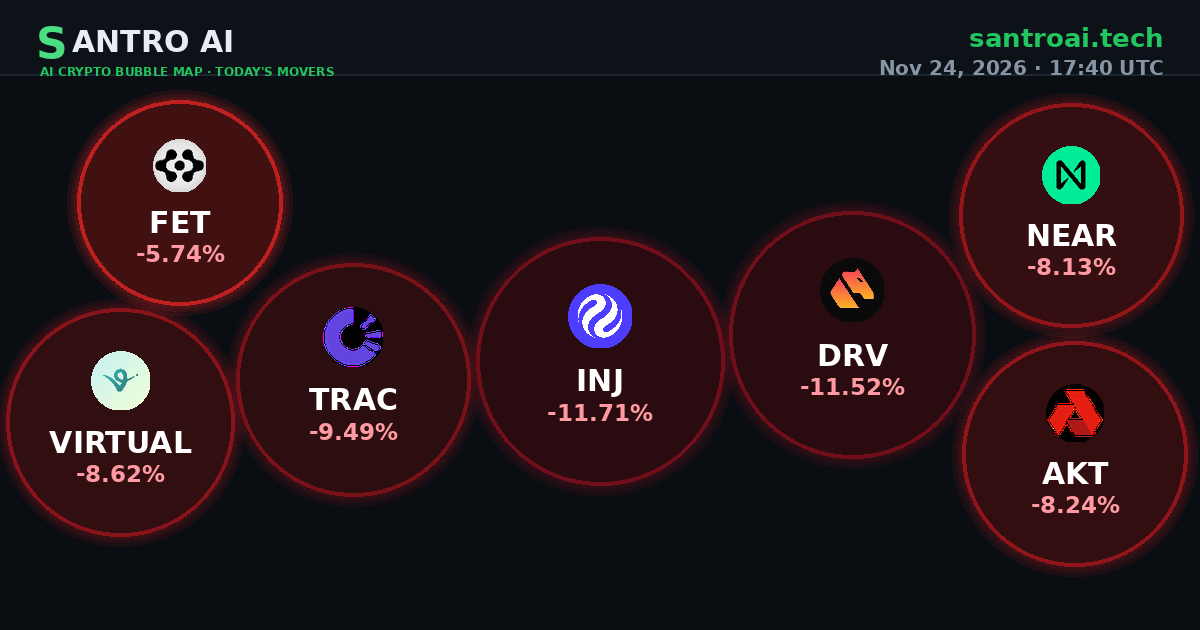 SANTRO AI
AI CRYPTO BUBBLE MAP · TODAY'S MOVERS
santroai.tech
Nov 24, 2026 · 17:40 UTC
FET
-5.74%
VIRTUAL
-8.62%
TRAC
-9.49%
INJ
-11.71%
DRV
-11.52%
NEAR
-8.13%
AKT
-8.24%